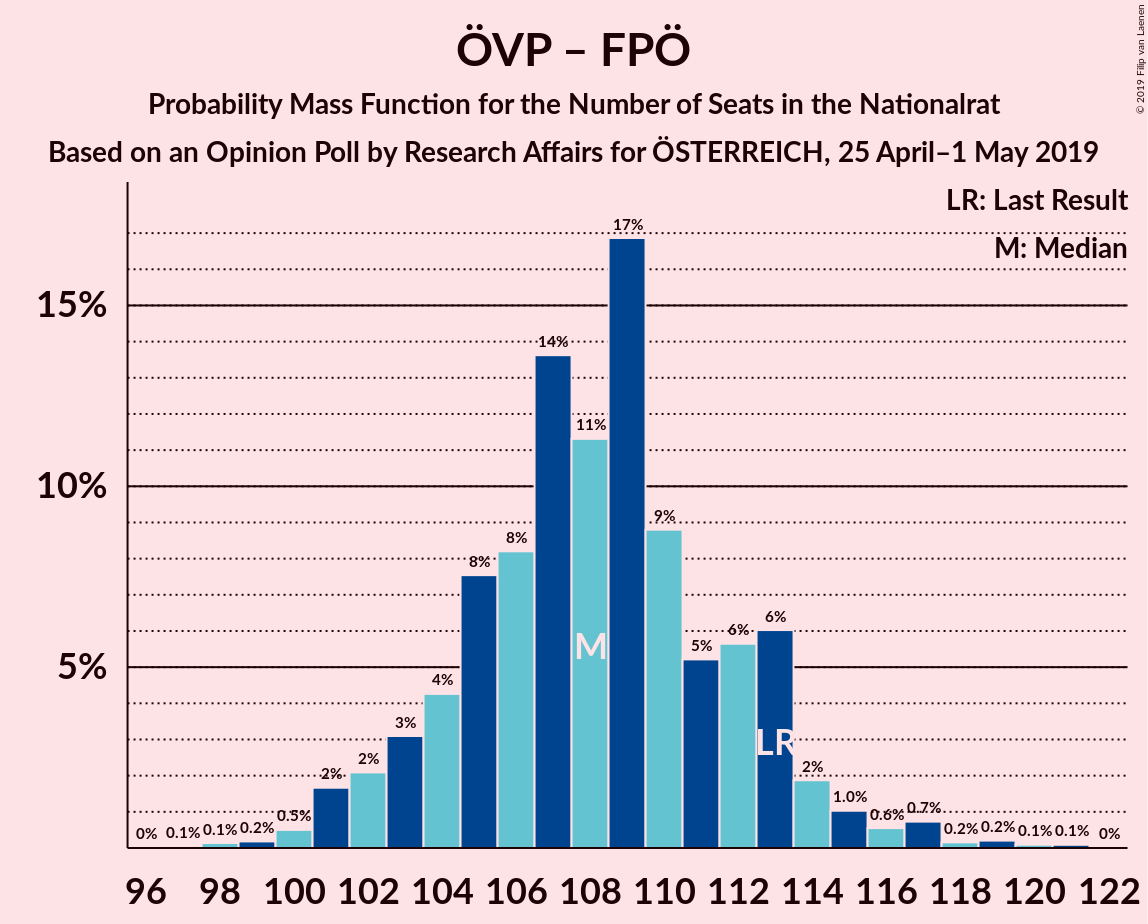 ÖVP – FPÖ
Probability Mass Function for the Number of Seats in the Nationalrat
Based on an Opinion Poll by Research Affairs for ÖSTERREICH, 25 April–1 May 2019
© 2019 Filip van Laenen
LR: Last Result
M: Median
17%
15%
14%
11%
10%
9%
8%
8%
6%
6%
5%
5%
4%
3%
2%
2%
2%
1.0%
0.7%
0.6%
0.5%
0% 0.1% 0.1% 0.2%
0.2% 0.2% 0.1% 0.1% 0%
M
LR
96 98 100 102 104 106 108 110 112 114 116 118 120 122